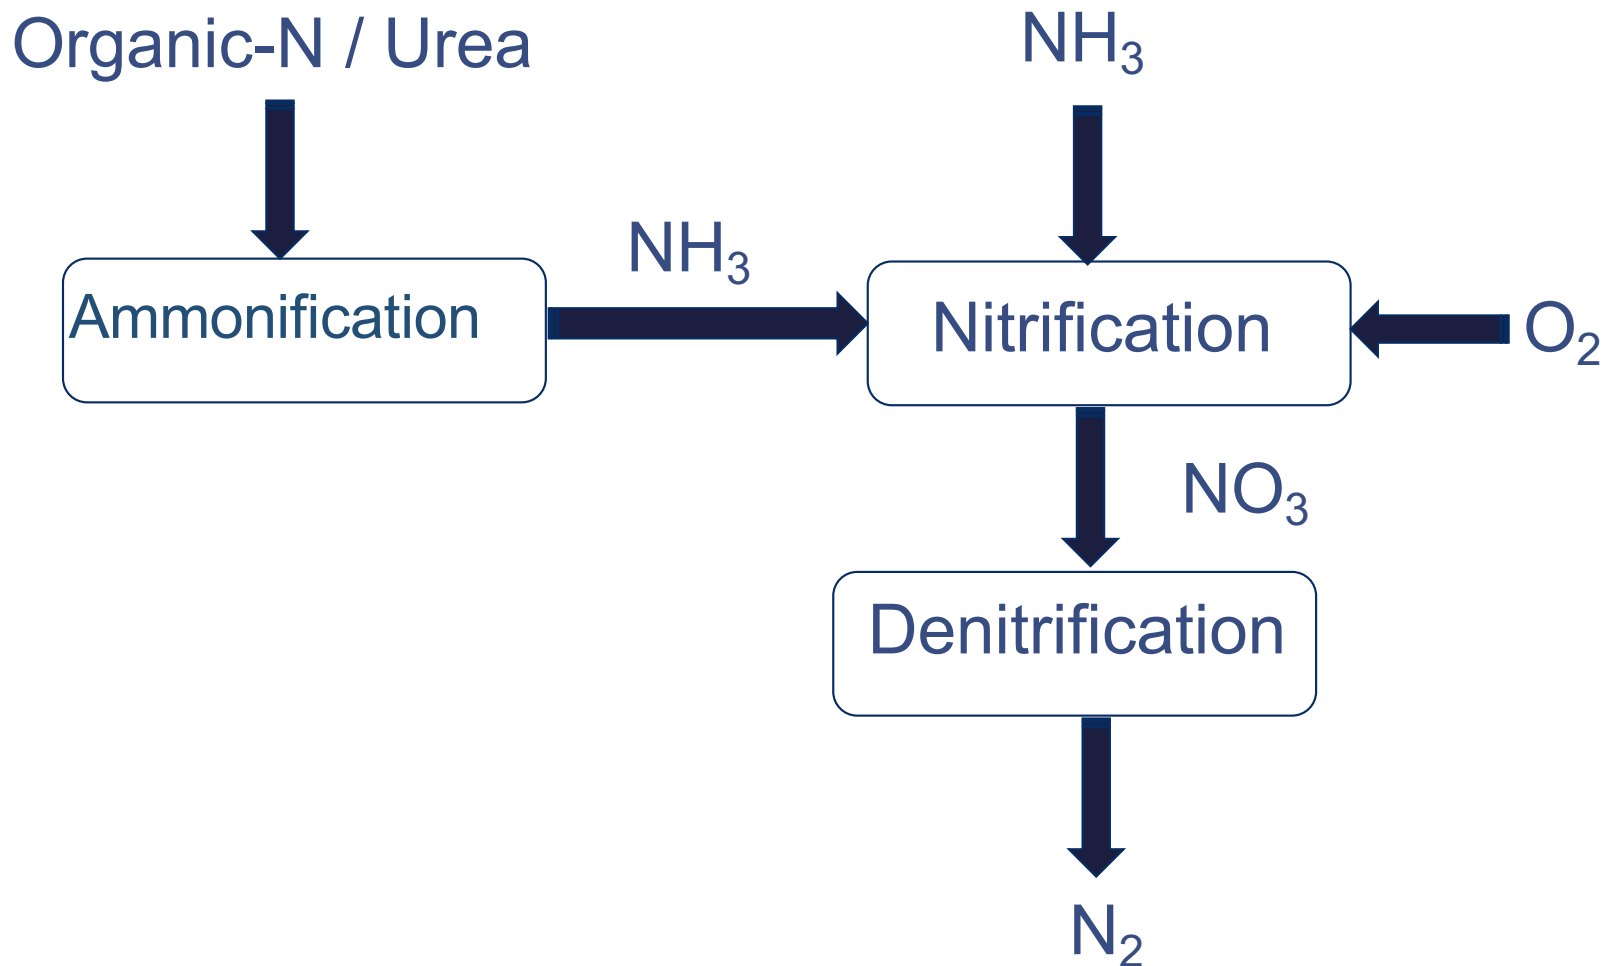 Organic-N / Urea
NH₃
NH₃
Ammonification
Nitrification
O₂
NO₃
Denitrification
N₂